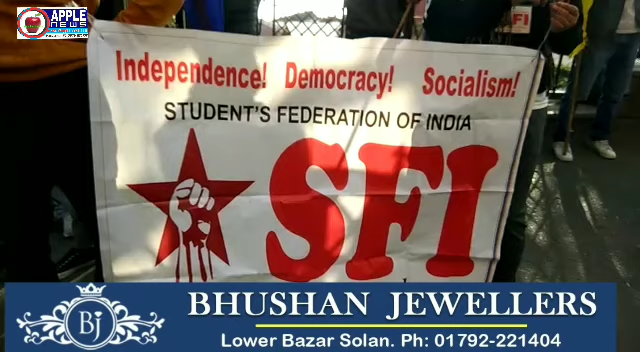 APPLE
news
FI
Independence! Democracy! Socialism!
STUDENT'S FEDERATION OF INDIA
SFI
Bj
BHUSHAN JEWELLERS
Lower Bazar Solan. Ph: 01792-221404